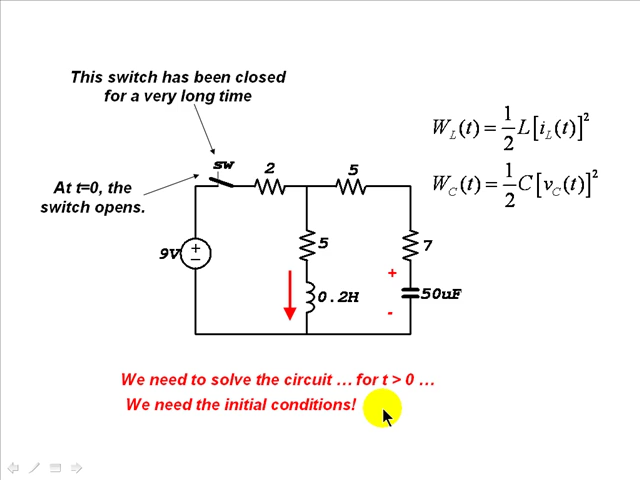 This switch has been closed
for a very long time
At t=0, the
switch opens.
sw
2
5
9V
+
−
5
0.2H
7
+
50uF
-
W_L(t) = 1/2 L[i_L(t)]^2
W_C(t) = 1/2 C[v_C(t)]^2
We need to solve the circuit … for t > 0 …
We need the initial conditions!